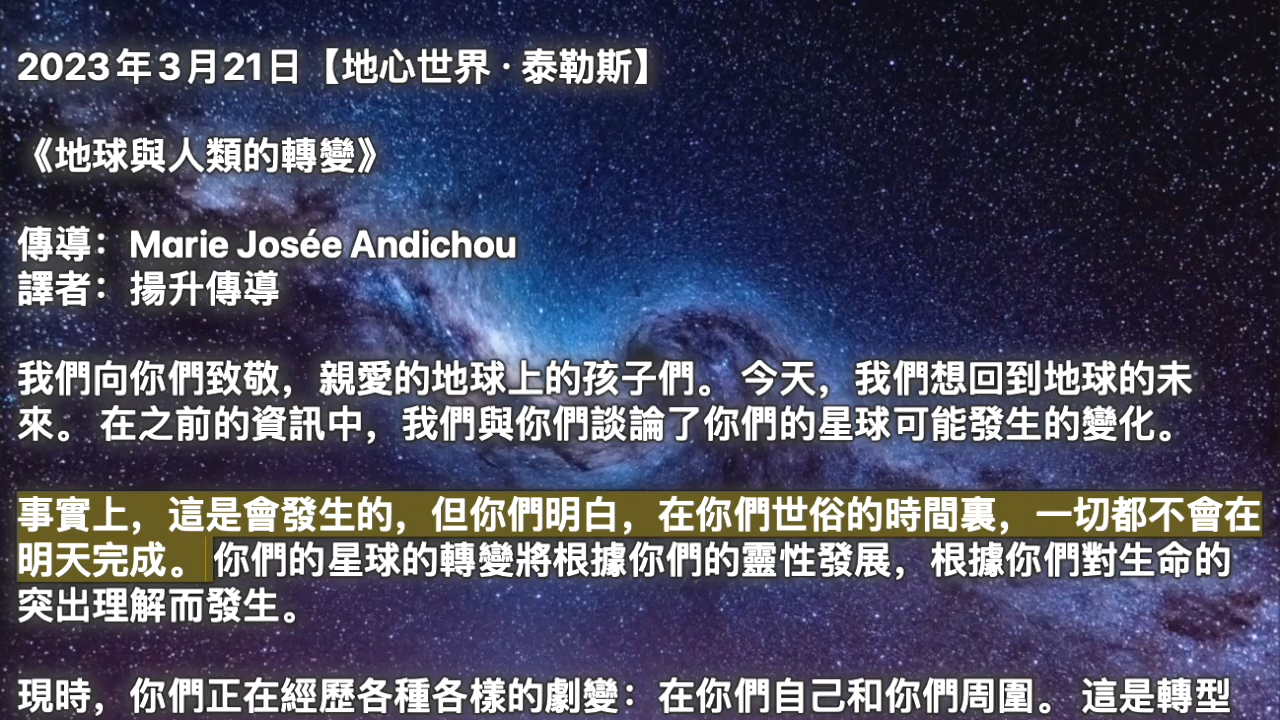 2023年3月21日【地心世界 · 泰勒斯】
《地球與人類的轉變》
傳導：Marie Josée Andichou
譯者：揚升傳導
我們向你們致敬，親愛的地球上的孩子們。 今天，我們想回到地球的未
來。 在之前的資訊中，我們與你們談論了你們的星球可能發生的變化。
事實上，這是會發生的，但你們明白，在你們世俗的時間裏，一切都不會在
明天完成。 你們的星球的轉變將根據你們的靈性發展，根據你們對生命的
突出理解而發生。
現時，你們正在經歷各種各樣的劇變：在你們自己和你們周圍。 這是轉型